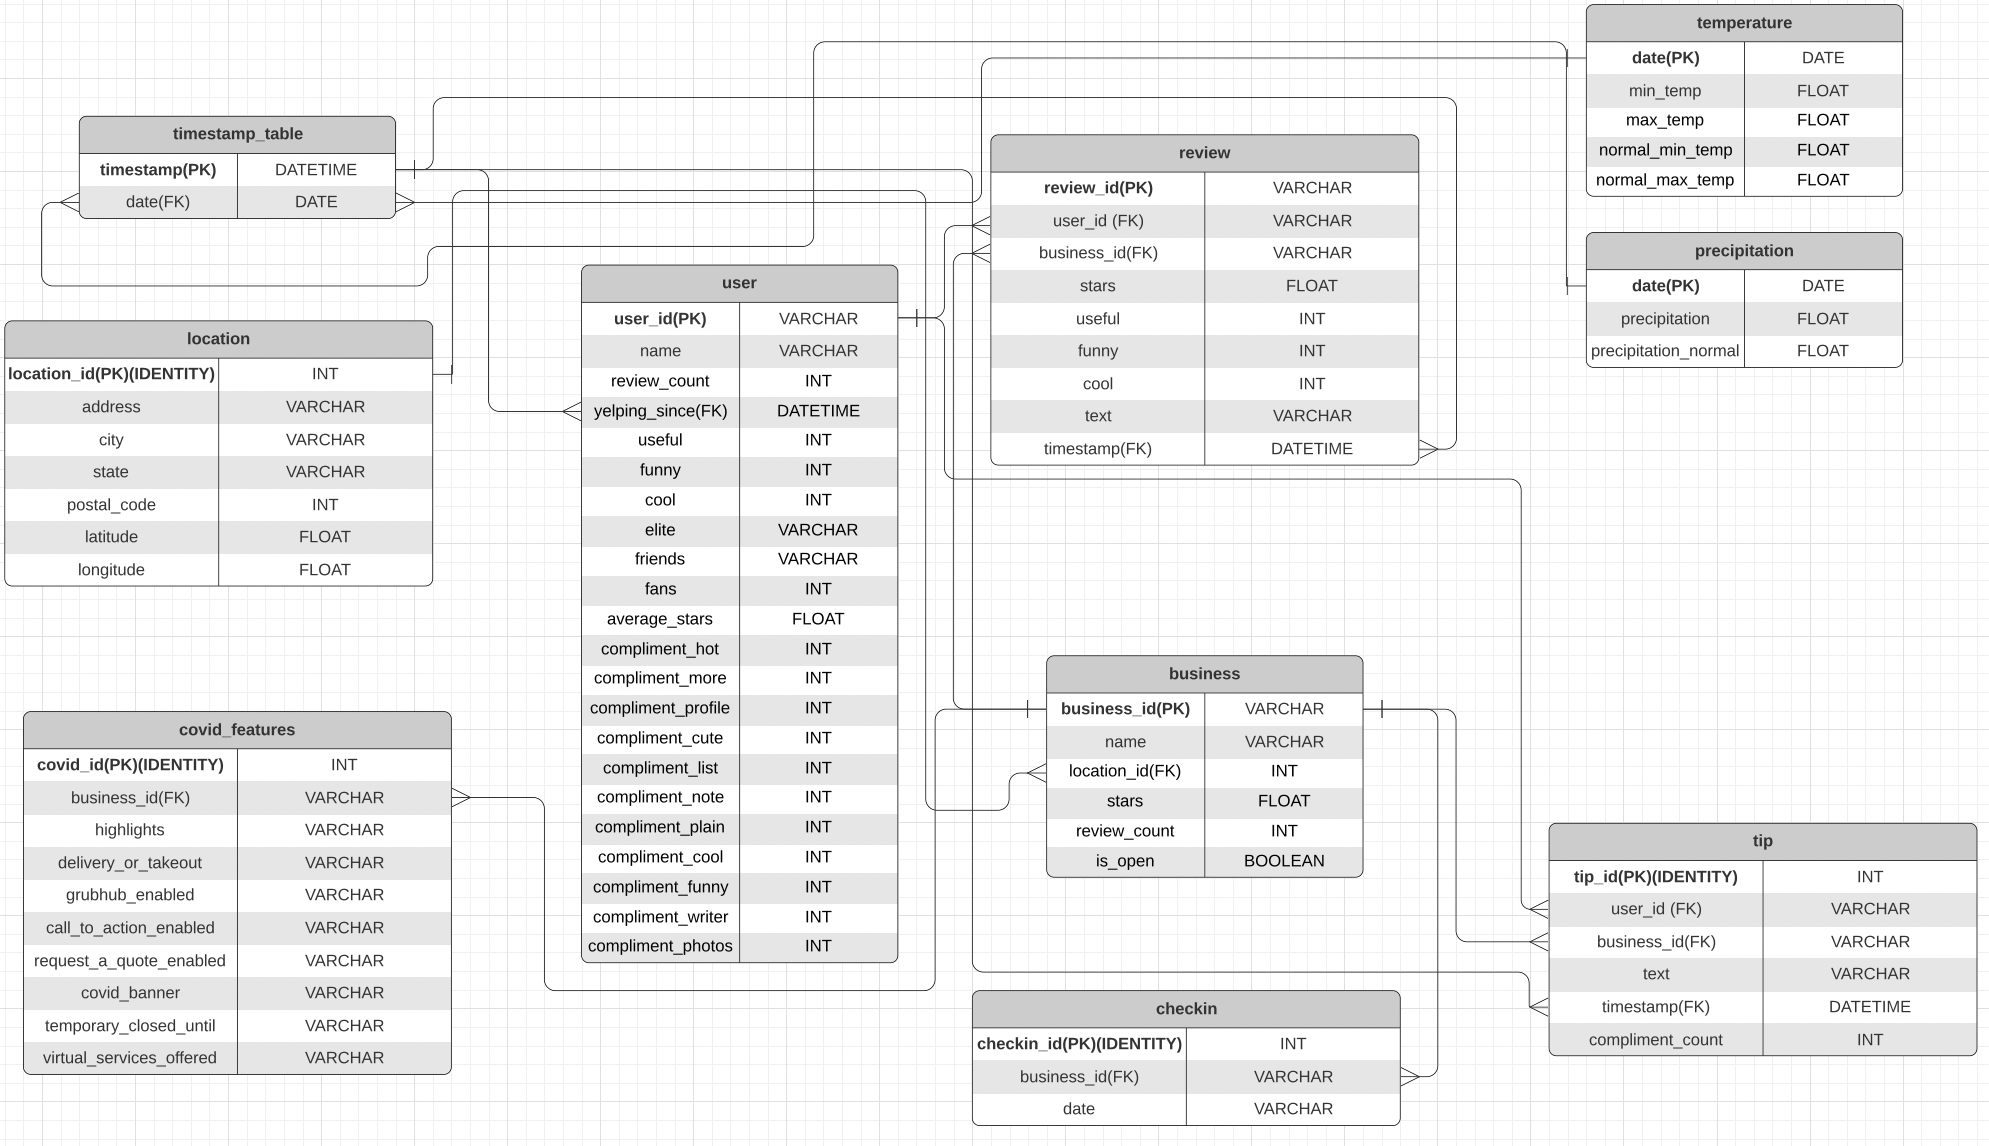 temperature
date(PK) DATE
min_temp FLOAT
max_temp FLOAT
normal_min_temp FLOAT
normal_max_temp FLOAT
timestamp_table
timestamp(PK) DATETIME
date(FK) DATE
review
review_id(PK) VARCHAR
user_id (FK) VARCHAR
business_id(FK) VARCHAR
stars FLOAT
useful INT
funny INT
cool INT
text VARCHAR
timestamp(FK) DATETIME
precipitation
date(PK) DATE
precipitation FLOAT
precipitation_normal FLOAT
user
user_id(PK) VARCHAR
name VARCHAR
review_count INT
yelping_since(FK) DATETIME
useful INT
funny INT
cool INT
elite VARCHAR
friends VARCHAR
fans INT
average_stars FLOAT
compliment_hot INT
compliment_more INT
compliment_profile INT
compliment_cute INT
compliment_list INT
compliment_note INT
compliment_plain INT
compliment_cool INT
compliment_funny INT
compliment_writer INT
compliment_photos INT
location
location_id(PK)(IDENTITY) INT
address VARCHAR
city VARCHAR
state VARCHAR
postal_code INT
latitude FLOAT
longitude FLOAT
business
business_id(PK) VARCHAR
name VARCHAR
location_id(FK) INT
stars FLOAT
review_count INT
is_open BOOLEAN
covid_features
covid_id(PK)(IDENTITY) INT
business_id(FK) VARCHAR
highlights VARCHAR
delivery_or_takeout VARCHAR
grubhub_enabled VARCHAR
call_to_action_enabled VARCHAR
request_a_quote_enabled VARCHAR
covid_banner VARCHAR
temporary_closed_until VARCHAR
virtual_services_offered VARCHAR
tip
tip_id(PK)(IDENTITY) INT
user_id (FK) VARCHAR
business_id(FK) VARCHAR
text VARCHAR
timestamp(FK) DATETIME
compliment_count INT
checkin
checkin_id(PK)(IDENTITY) INT
business_id(FK) VARCHAR
date VARCHAR